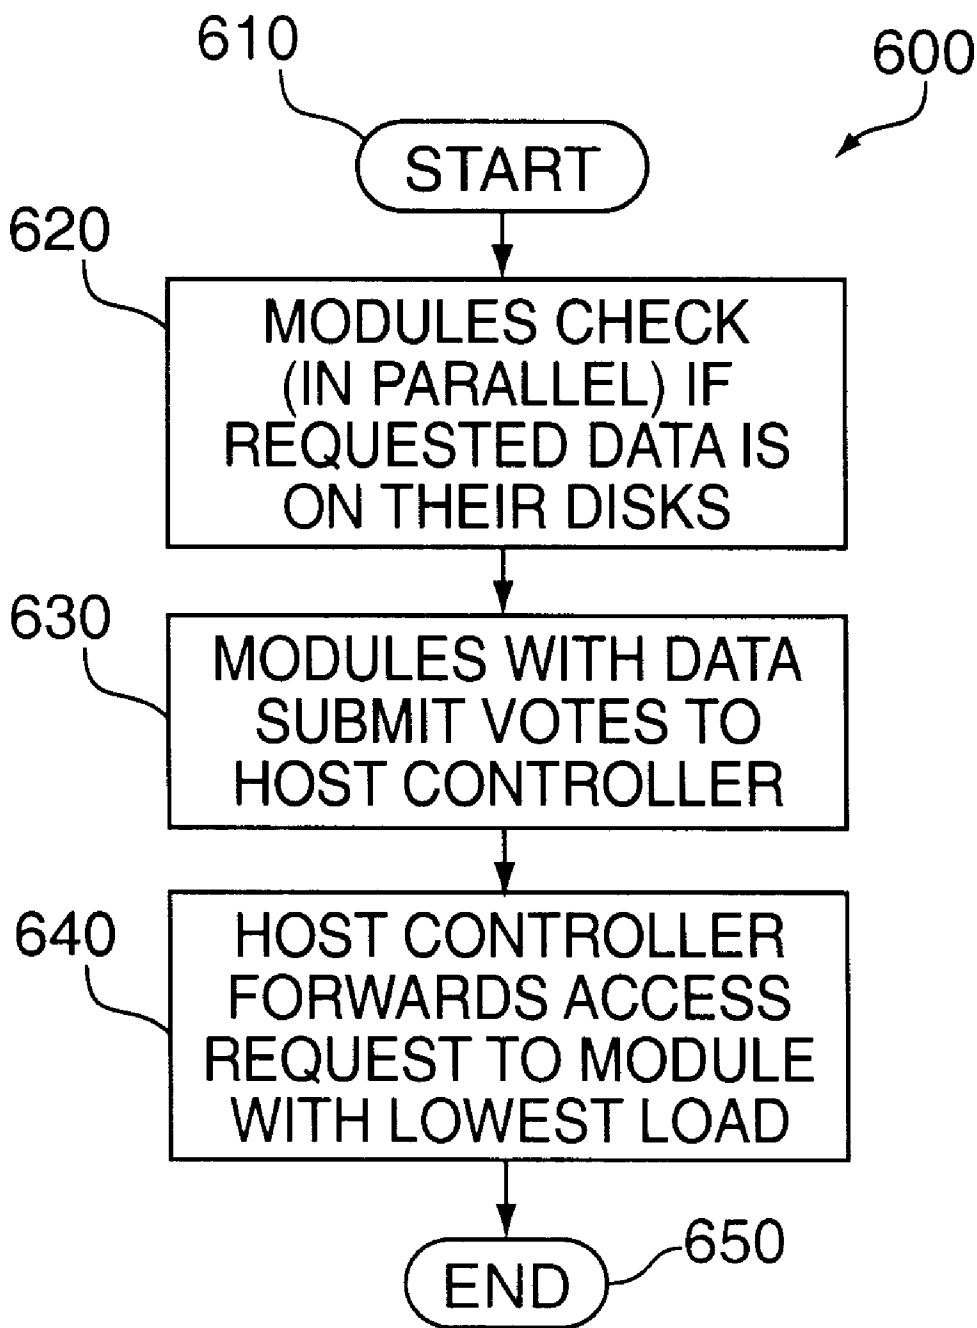 610
600
START
620
MODULES CHECK
(IN PARALLEL) IF
REQUESTED DATA IS
ON THEIR DISKS
630
MODULES WITH DATA
SUBMIT VOTES TO
HOST CONTROLLER
640
HOST CONTROLLER
FORWARDS ACCESS
REQUEST TO MODULE
WITH LOWEST LOAD
END
650